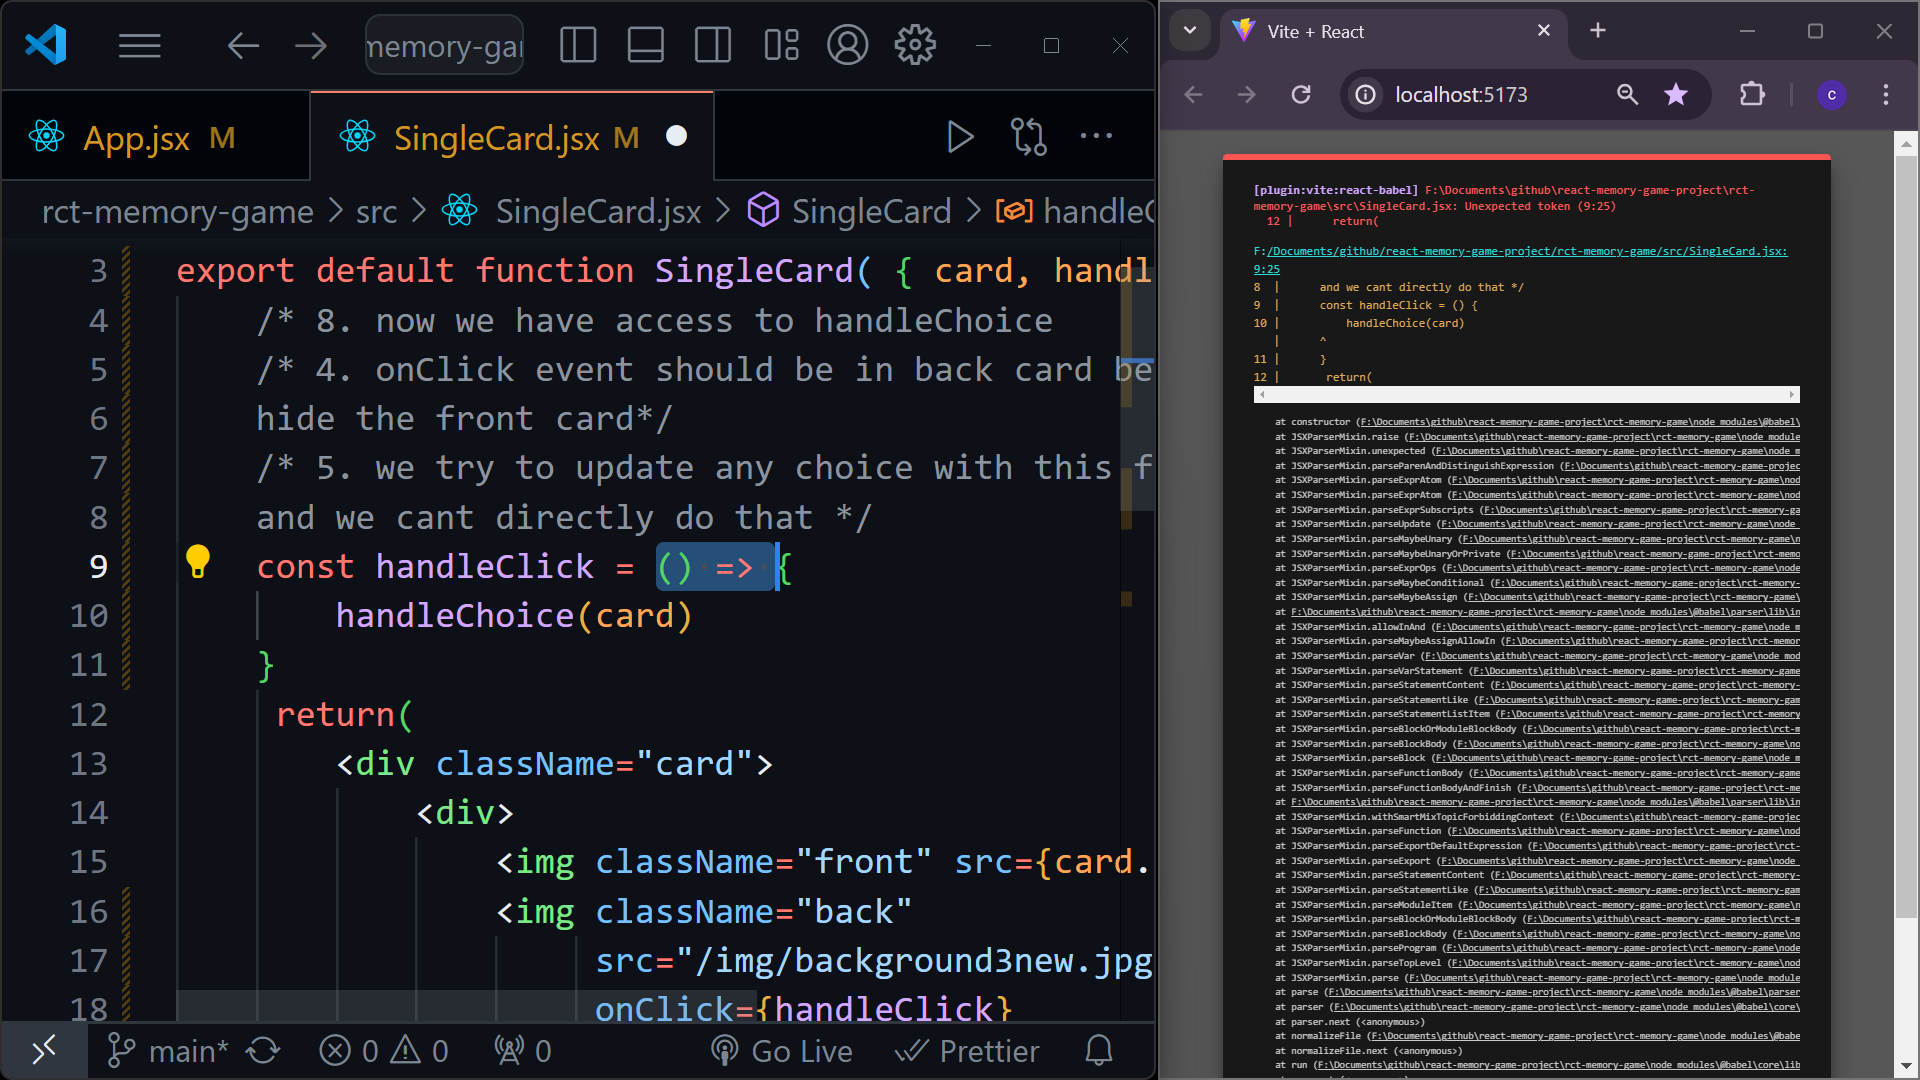 memory-gar
App.jsx M
SingleCard.jsx M
rct-memory-game > src > SingleCard.jsx > SingleCard > handleC
3 export default function SingleCard( { card, handl
4 /* 8. now we have access to handleChoice
5 /* 4. onClick event should be in back card be
6 hide the front card*/
7 /* 5. we try to update any choice with this f
8 and we cant directly do that */
9 const handleClick = () => {
10 handleChoice(card)
11 }
12 return(
13 <div className="card">
14 <div>
15 <img className="front" src={card.
16 <img className="back"
17 src="/img/background3new.jpg
18 onClick={handleClick}
main* 0 0 0 Go Live Prettier
Vite + React
localhost:5173
c
[plugin:vite:react-babel] F:\Documents\github\react-memory-game-project\rct-
memory-game\src\SingleCard.jsx: Unexpected token (9:25)
12 | return(
F:/Documents/github/react-memory-game-project/rct-memory-game/src/SingleCard.jsx:
9:25
8 | and we cant directly do that */
9 | const handleClick = () {
10 | handleChoice(card)
| ^
11 | }
12 | return(
at constructor (F:\Documents\github\react-memory-game-project\rct-memory-game\node_modules\@babel\
at JSXParserMixin.raise (F:\Documents\github\react-memory-game-project\rct-memory-game\node_module
at JSXParserMixin.unexpected (F:\Documents\github\react-memory-game-project\rct-memory-game\node_m
at JSXParserMixin.parseParenAndDistinguishExpression (F:\Documents\github\react-memory-game-projec
at JSXParserMixin.parseExprAtom (F:\Documents\github\react-memory-game-project\rct-memory-game\nod
at JSXParserMixin.parseExprAtom (F:\Documents\github\react-memory-game-project\rct-memory-game\nod
at JSXParserMixin.parseExprSubscripts (F:\Documents\github\react-memory-game-project\rct-memory-ga
at JSXParserMixin.parseUpdate (F:\Documents\github\react-memory-game-project\rct-memory-game\node_
at JSXParserMixin.parseMaybeUnary (F:\Documents\github\react-memory-game-project\rct-memory-game\n
at JSXParserMixin.parseMaybeUnaryOrPrivate (F:\Documents\github\react-memory-game-project\rct-memo
at JSXParserMixin.parseExprOps (F:\Documents\github\react-memory-game-project\rct-memory-game\node
at JSXParserMixin.parseMaybeConditional (F:\Documents\github\react-memory-game-project\rct-memory-
at JSXParserMixin.parseMaybeAssign (F:\Documents\github\react-memory-game-project\rct-memory-game\
at F:\Documents\github\react-memory-game-project\rct-memory-game\node_modules\@babel\parser\lib\in
at JSXParserMixin.allowInAnd (F:\Documents\github\react-memory-game-project\rct-memory-game\node_m
at JSXParserMixin.parseMaybeAssignAllowIn (F:\Documents\github\react-memory-game-project\rct-memor
at JSXParserMixin.parseVar (F:\Documents\github\react-memory-game-project\rct-memory-game\node_mod
at JSXParserMixin.parseVarStatement (F:\Documents\github\react-memory-game-project\rct-memory-game
at JSXParserMixin.parseStatementContent (F:\Documents\github\react-memory-game-project\rct-memory-
at JSXParserMixin.parseStatementLike (F:\Documents\github\react-memory-game-project\rct-memory-gam
at JSXParserMixin.parseStatementListItem (F:\Documents\github\react-memory-game-project\rct-memory
at JSXParserMixin.parseBlockOrModuleBlockBody (F:\Documents\github\react-memory-game-project\rct-m
at JSXParserMixin.parseBlockBody (F:\Documents\github\react-memory-game-project\rct-memory-game\no
at JSXParserMixin.parseBlock (F:\Documents\github\react-memory-game-project\rct-memory-game\node_m
at JSXParserMixin.parseFunctionBody (F:\Documents\github\react-memory-game-project\rct-memory-game
at JSXParserMixin.parseFunctionBodyAndFinish (F:\Documents\github\react-memory-game-project\rct-me
at F:\Documents\github\react-memory-game-project\rct-memory-game\node_modules\@babel\parser\lib\in
at JSXParserMixin.withSmartMixTopicForbiddingContext (F:\Documents\github\react-memory-game-projec
at JSXParserMixin.parseFunction (F:\Documents\github\react-memory-game-project\rct-memory-game\nod
at JSXParserMixin.parseExportDefaultExpression (F:\Documents\github\react-memory-game-project\rct-
at JSXParserMixin.parseExport (F:\Documents\github\react-memory-game-project\rct-memory-game\node_
at JSXParserMixin.parseStatementContent (F:\Documents\github\react-memory-game-project\rct-memory-
at JSXParserMixin.parseStatementLike (F:\Documents\github\react-memory-game-project\rct-memory-gam
at JSXParserMixin.parseModuleItem (F:\Documents\github\react-memory-game-project\rct-memory-game\n
at JSXParserMixin.parseBlockOrModuleBlockBody (F:\Documents\github\react-memory-game-project\rct-m
at JSXParserMixin.parseBlockBody (F:\Documents\github\react-memory-game-project\rct-memory-game\no
at JSXParserMixin.parseProgram (F:\Documents\github\react-memory-game-project\rct-memory-game\node
at JSXParserMixin.parseTopLevel (F:\Documents\github\react-memory-game-project\rct-memory-game\nod
at JSXParserMixin.parse (F:\Documents\github\react-memory-game-project\rct-memory-game\node_module
at parse (F:\Documents\github\react-memory-game-project\rct-memory-game\node_modules\@babel\parser
at parser (F:\Documents\github\react-memory-game-project\rct-memory-game\node_modules\@babel\core\
at parser.next (<anonymous>)
at normalizeFile (F:\Documents\github\react-memory-game-project\rct-memory-game\node_modules\@babe
at normalizeFile.next (<anonymous>)
at run (F:\Documents\github\react-memory-game-project\rct-memory-game\node_modules\@babel\core\lib